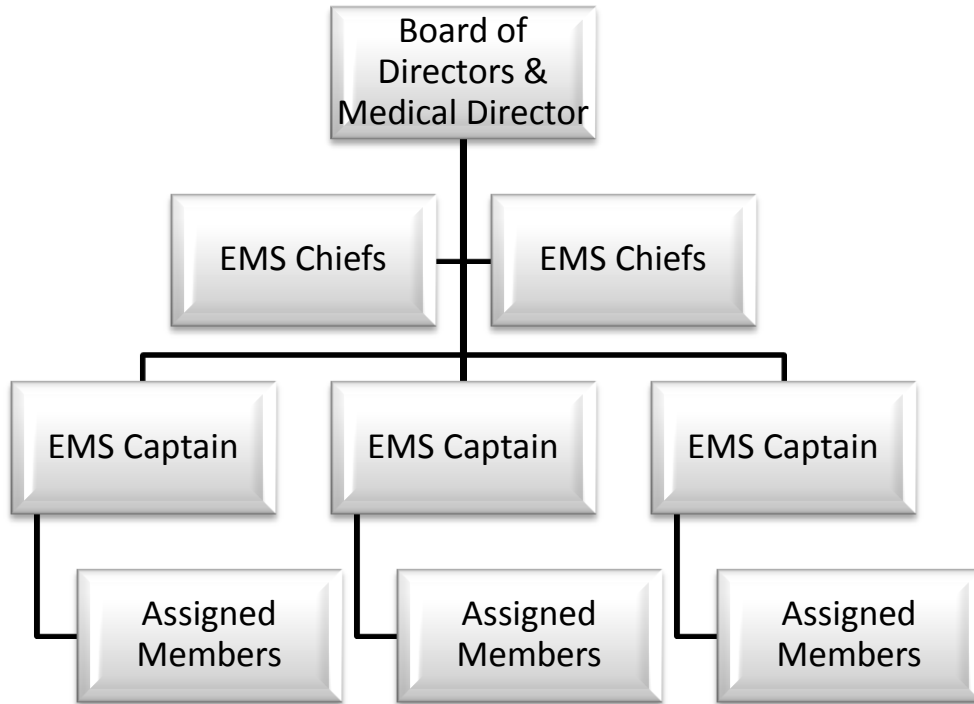 Board of
Directors &
Medical Director
EMS Chiefs
EMS Chiefs
EMS Captain
EMS Captain
EMS Captain
Assigned
Members
Assigned
Members
Assigned
Members